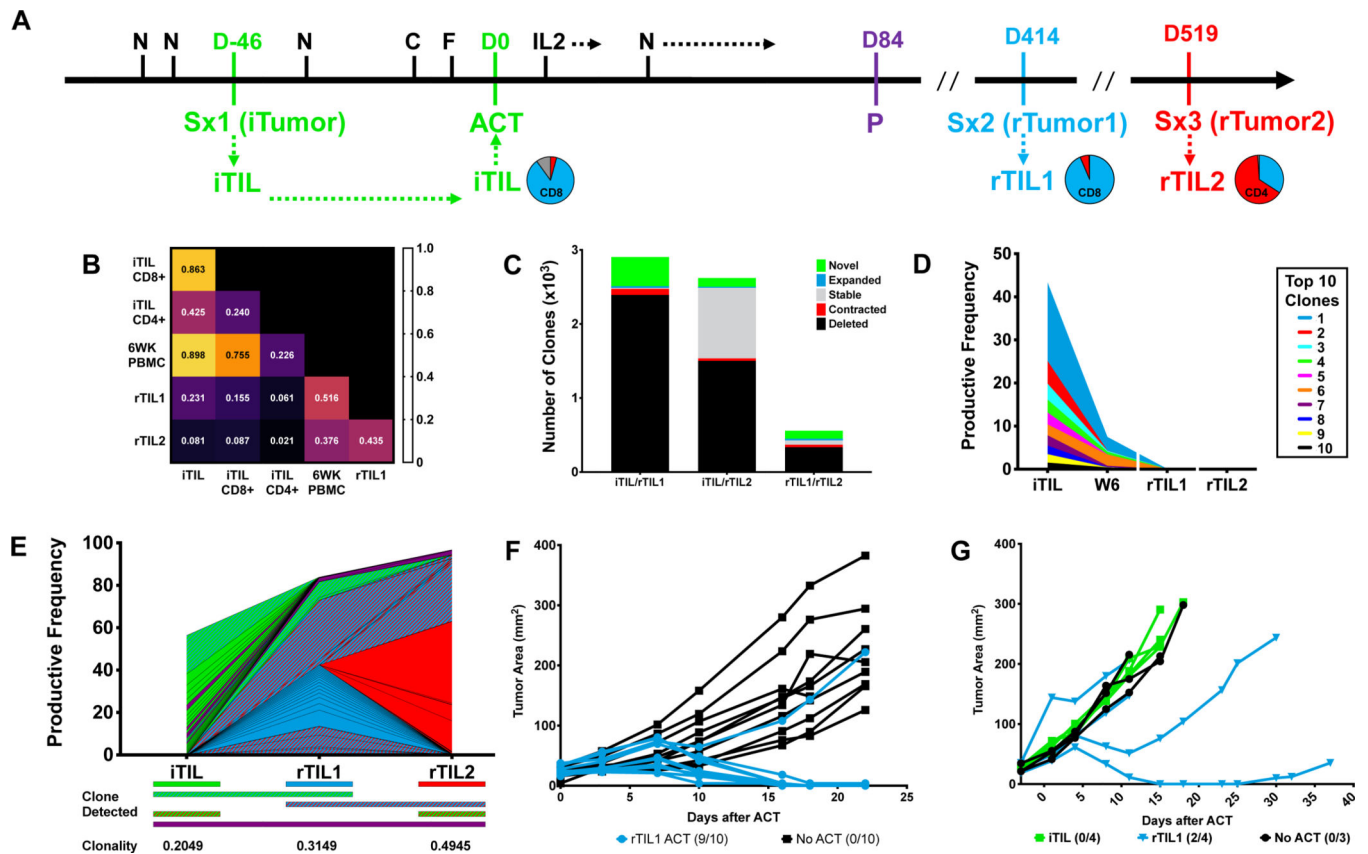 A
N N D-46 N C F D0 IL2 N D84 D414 D519
// //
Sx1 (iTumor) ACT P Sx2 (rTumor1) Sx3 (rTumor2)
iTIL iTIL CD8 rTIL1 CD8 rTIL2 CD4
B
iTIL CD8+ 0.863
iTIL CD4+ 0.425 0.240
6WK PBMC 0.898 0.755 0.226
rTIL1 0.231 0.155 0.061 0.516
rTIL2 0.081 0.087 0.021 0.376 0.435
iTIL iTIL CD8+ iTIL CD4+ 6WK PBMC rTIL1
1.0
0.8
0.6
0.4
0.2
0
C
Number of Clones (x10³)
3
2
1
0
Novel
Expanded
Stable
Contracted
Deleted
iTIL/rTIL1 iTIL/rTIL2 rTIL1/rTIL2
D
Productive Frequency
50
40
30
20
10
0
iTIL W6 rTIL1 rTIL2
Top 10 Clones
1
2
3
4
5
6
7
8
9
10
E
Productive Frequency
100
80
60
40
20
0
iTIL rTIL1 rTIL2
Clone Detected
Clonality 0.2049 0.3149 0.4945
F
Tumor Area (mm²)
400
300
200
100
0
0 5 10 15 20 25
Days after ACT
rTIL1 ACT (9/10) No ACT (0/10)
G
Tumor Area (mm²)
400
300
200
100
0
0 5 10 15 20 25 30 35 40
Days after ACT
iTIL (0/4) rTIL1 (2/4) No ACT (0/3)